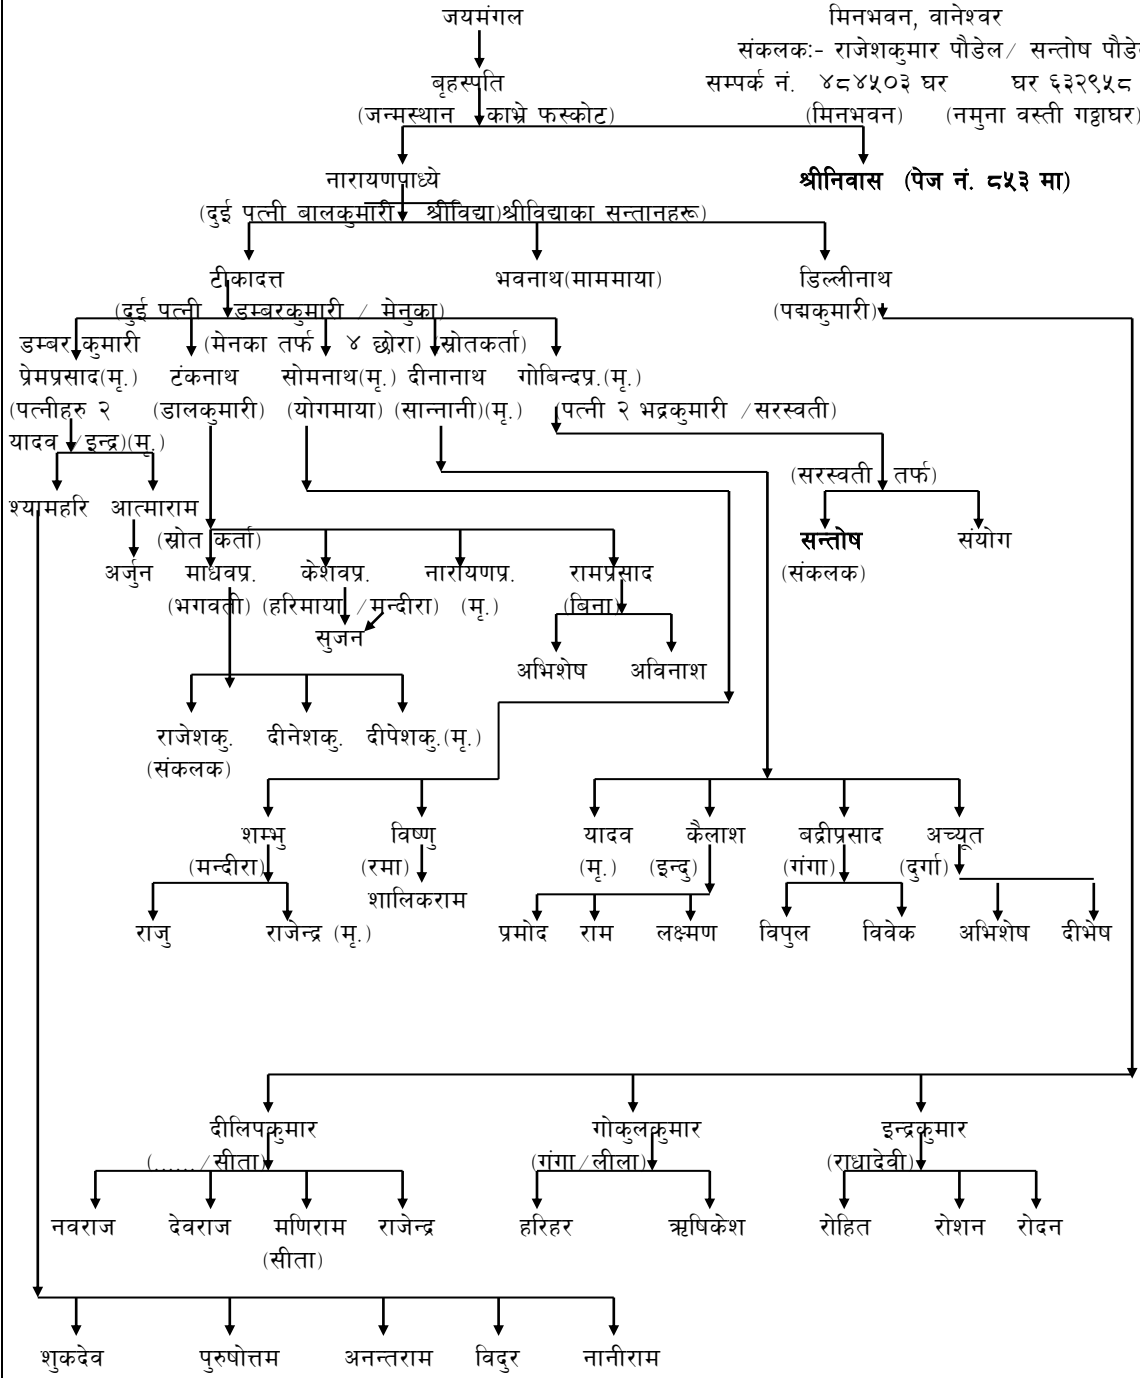 जयमंगल मिनभवन, वानेश्वर
संकलक:- राजेशकुमार पौडेल/ सन्तोष पौडेल
बृहस्पति सम्पर्क नं. ४८४५०३ घर घर ६३२९५८
(जन्मस्थान काभ्रे फस्कोट) (मिनभवन) (नमुना वस्ती गठ्ठाघर)
नारायणपाध्ये श्रीनिवास (पेज नं. ८५३ मा)
(दुई पत्नी बालकुमारी श्रीविद्या)श्रीविद्याका सन्तानहरू)
टीकादत्त भवनाथ(माममाया) डिल्लीनाथ
(दुई पत्नी डम्बरकुमारी / मेनुका) (पद्मकुमारी)
डम्बर कुमारी (मेनका तर्फ ४ छोरा) स्रोतकर्ता)
प्रेमप्रसाद(मृ.) टंकनाथ सोमनाथ(मृ.) दीनानाथ गोबिन्दप्र.(मृ.)
(पत्नीहरु २ (डालकुमारी) (योगमाया) (सान्नानी)(मृ.) (पत्नी २ भद्रकुमारी /सरस्वती)
यादव /इन्द्र)(मृ.)
(सरस्वती तर्फ)
श्यामहरि आत्माराम
(स्रोत कर्ता) सन्तोष संयोग
अर्जुन माधवप्र. केशवप्र. नारायणप्र. रामप्रसाद (संकलक)
(भगवती) (हरिमाया /मन्दीरा) (मृ.) (बिना)
सुजन
अभिशेष अविनाश
राजेशकु. दीनेशकु. दीपेशकु.(मृ.)
(संकलक)
शम्भु विष्णु यादव कैलाश बद्रीप्रसाद अच्यूत
(मन्दीरा) (रमा) (मृ.) (इन्दु) (गंगा) (दुर्गा)
शालिकराम
राजु राजेन्द्र (मृ.) प्रमोद राम लक्ष्मण विपुल विवेक अभिशेष दीभेष
दीलिपकुमार गोकुलकुमार इन्द्रकुमार
(....../सीता) (गंगा/लीला) (राधादेवी)
नवराज देवराज मणिराम राजेन्द्र हरिहर ऋषिकेश रोहित रोशन रोदन
(सीता)
शुकदेव पुरुषोत्तम अनन्तराम विदुर नानीराम